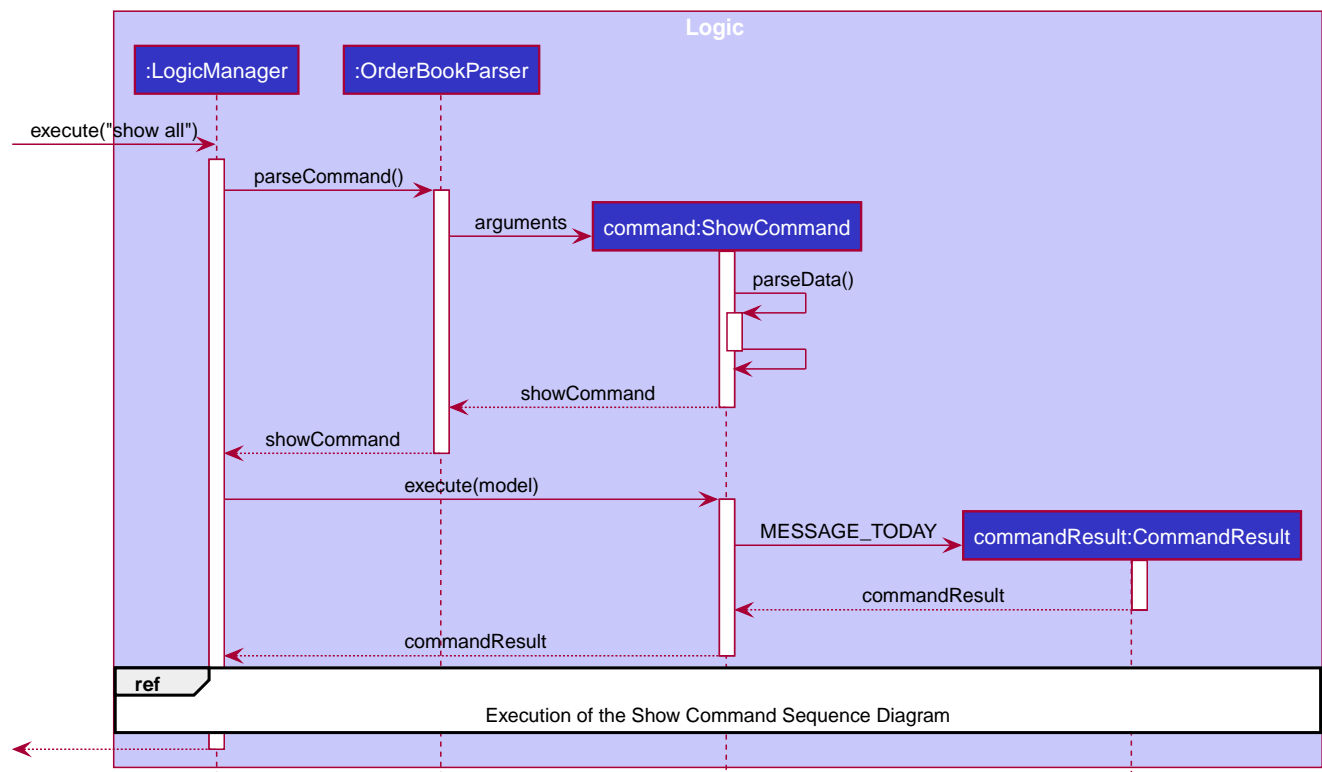 Logic
:LogicManager
:OrderBookParser
execute("show all")
parseCommand()
arguments
command:ShowCommand
parseData()
showCommand
showCommand
execute(model)
MESSAGE_TODAY
commandResult:CommandResult
commandResult
commandResult
ref
Execution of the Show Command Sequence Diagram